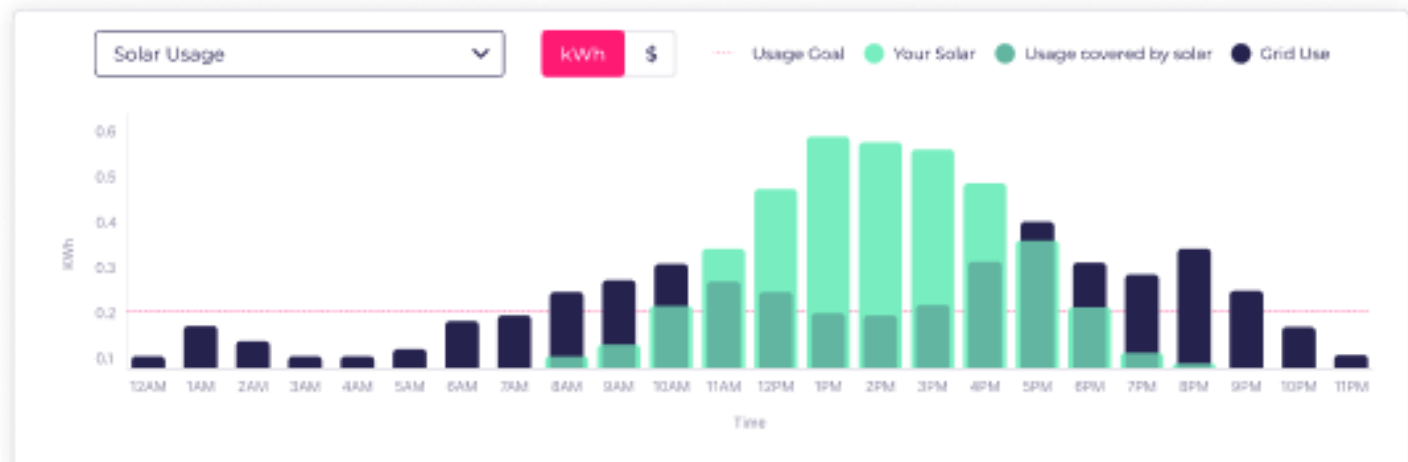 Solar Usage kWh $ Usage Goal Your Solar Usage covered by solar Grid Use
0.6
0.5
0.4
0.3
0.2
0.1
KWh
12AM 1AM 2AM 3AM 4AM 5AM 6AM 7AM 8AM 9AM 10AM 11AM 12PM 1PM 2PM 3PM 4PM 5PM 6PM 7PM 8PM 9PM 10PM 11PM
Time